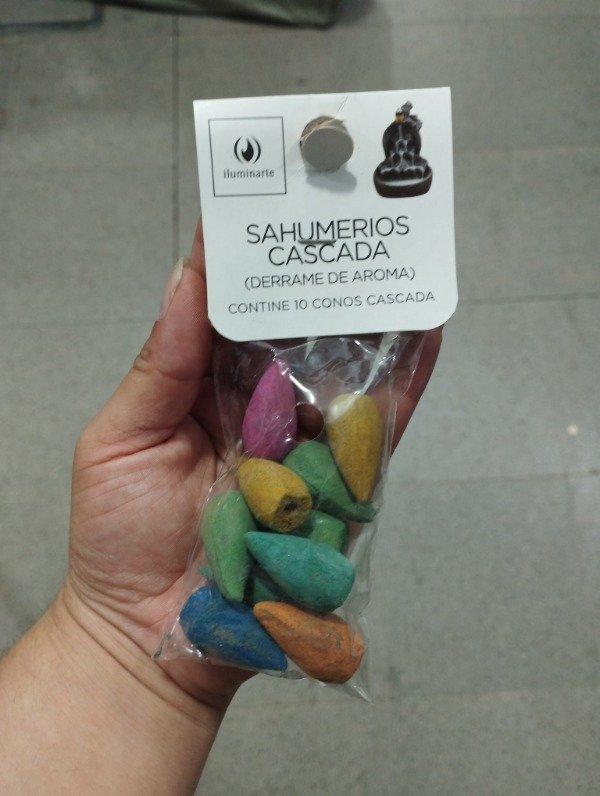 iluminarte
SAHUMERIOS
CASCADA
(DERRAME DE AROMA)
CONTINE 10 CONOS CASCADA